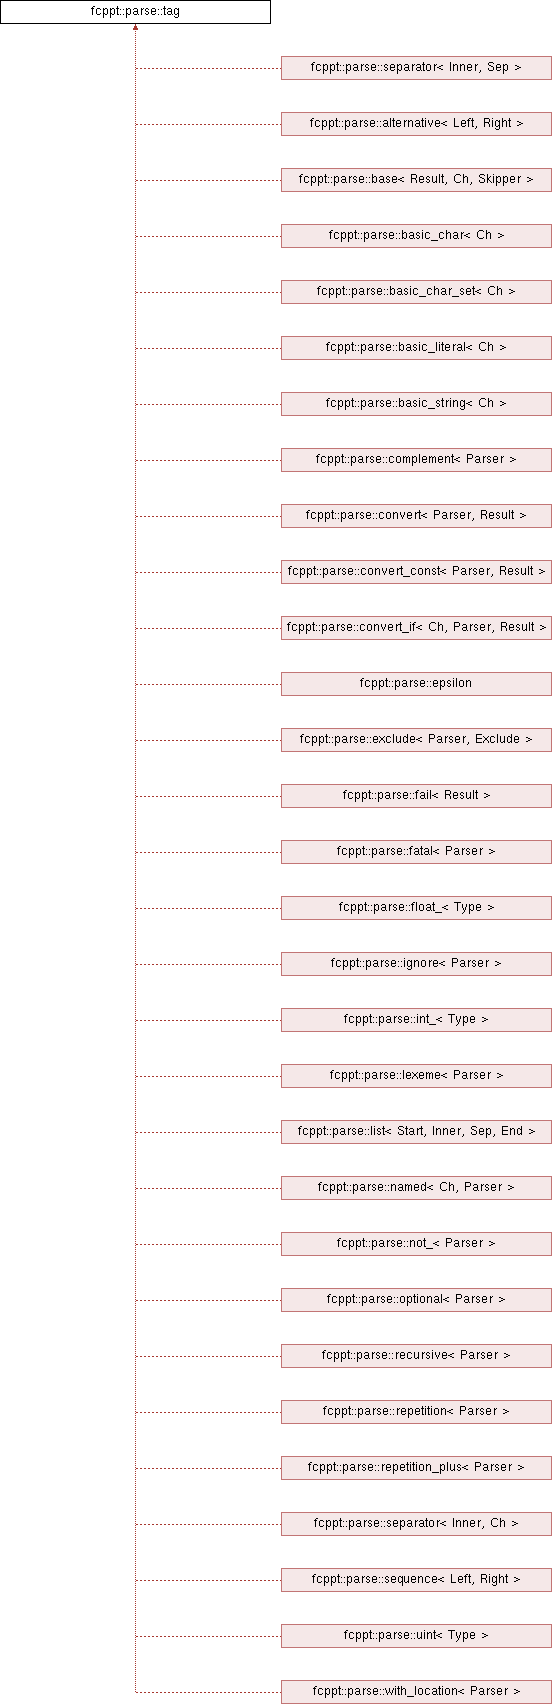 fcppt::parse::tag
fcppt::parse::separator< Inner, Sep >
fcppt::parse::alternative< Left, Right >
fcppt::parse::base< Result, Ch, Skipper >
fcppt::parse::basic_char< Ch >
fcppt::parse::basic_char_set< Ch >
fcppt::parse::basic_literal< Ch >
fcppt::parse::basic_string< Ch >
fcppt::parse::complement< Parser >
fcppt::parse::convert< Parser, Result >
fcppt::parse::convert_const< Parser, Result >
fcppt::parse::convert_if< Ch, Parser, Result >
fcppt::parse::epsilon
fcppt::parse::exclude< Parser, Exclude >
fcppt::parse::fail< Result >
fcppt::parse::fatal< Parser >
fcppt::parse::float_< Type >
fcppt::parse::ignore< Parser >
fcppt::parse::int_< Type >
fcppt::parse::lexeme< Parser >
fcppt::parse::list< Start, Inner, Sep, End >
fcppt::parse::named< Ch, Parser >
fcppt::parse::not_< Parser >
fcppt::parse::optional< Parser >
fcppt::parse::recursive< Parser >
fcppt::parse::repetition< Parser >
fcppt::parse::repetition_plus< Parser >
fcppt::parse::separator< Inner, Ch >
fcppt::parse::sequence< Left, Right >
fcppt::parse::uint< Type >
fcppt::parse::with_location< Parser >